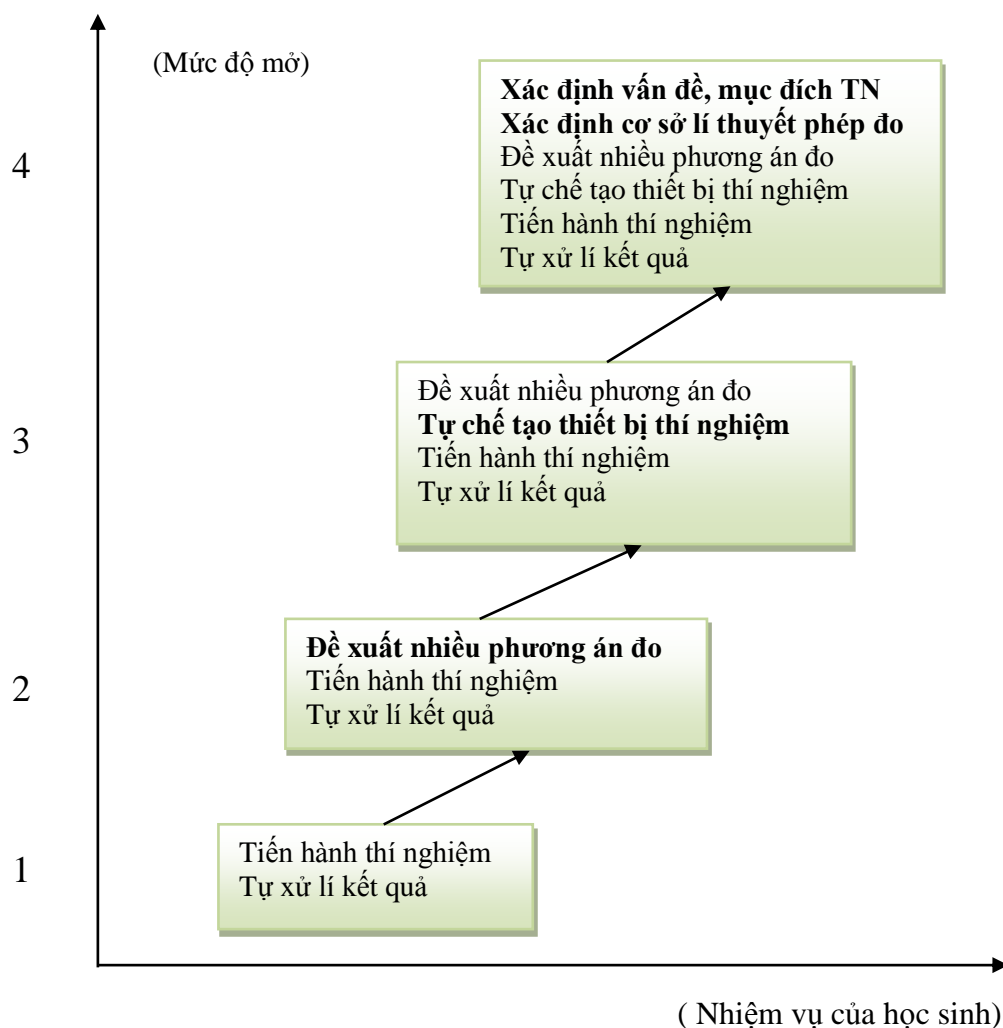 (Mức độ mở)
4
Xác định vấn đề, mục đích TN
Xác định cơ sở lí thuyết phép đo
Đề xuất nhiều phương án đo
Tự chế tạo thiết bị thí nghiệm
Tiến hành thí nghiệm
Tự xử lí kết quả
3
Đề xuất nhiều phương án đo
Tự chế tạo thiết bị thí nghiệm
Tiến hành thí nghiệm
Tự xử lí kết quả
2
Đề xuất nhiều phương án đo
Tiến hành thí nghiệm
Tự xử lí kết quả
1
Tiến hành thí nghiệm
Tự xử lí kết quả
( Nhiệm vụ của học sinh)